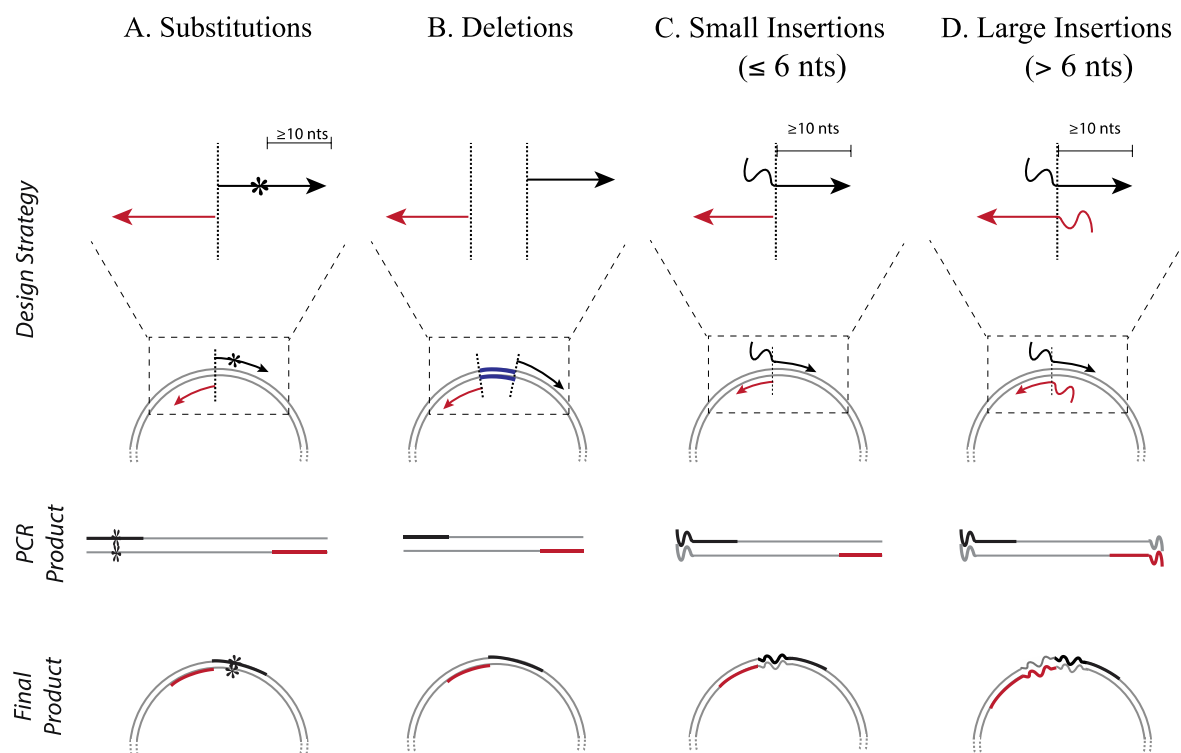 A. Substitutions
B. Deletions
C. Small Insertions
(≤ 6 nts)
D. Large Insertions
(> 6 nts)
Design Strategy
≥10 nts
≥10 nts
≥10 nts
PCR
Product
Final
Product